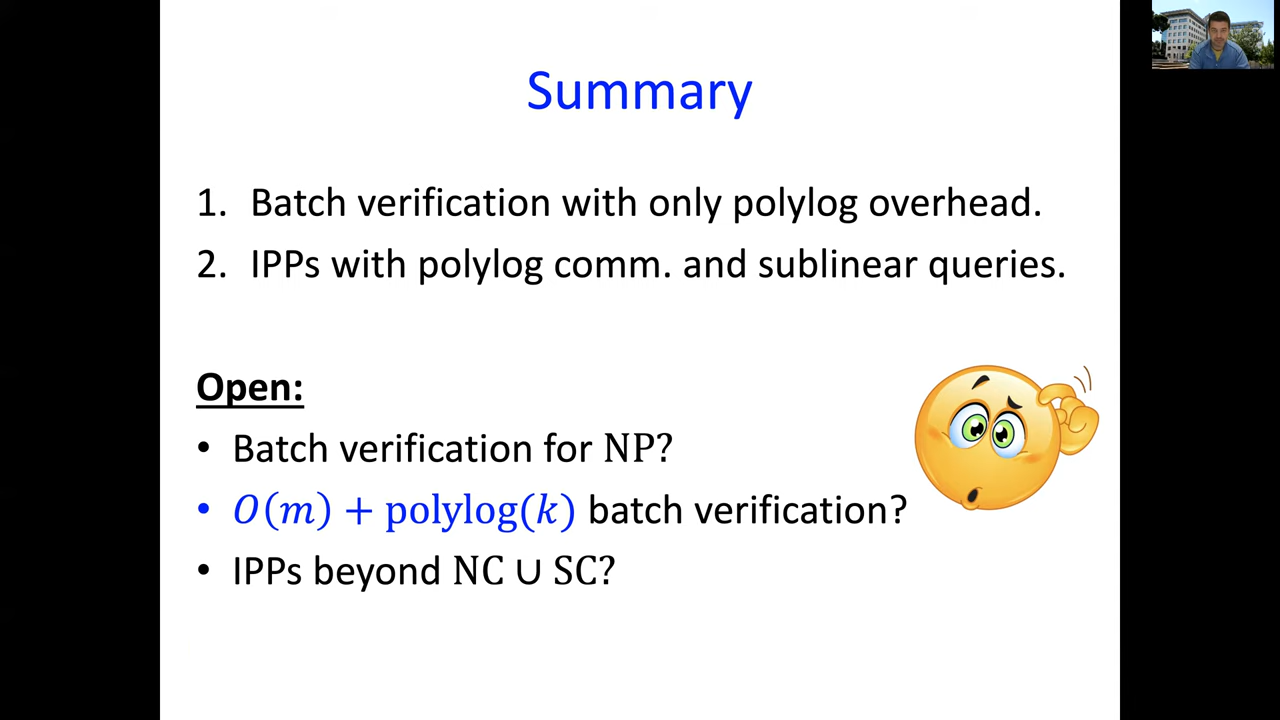 Summary
1. Batch verification with only polylog overhead.
2. IPPs with polylog comm. and sublinear queries.
Open:
• Batch verification for NP?
• O(m) + polylog(k) batch verification?
• IPPs beyond NC ∪ SC?